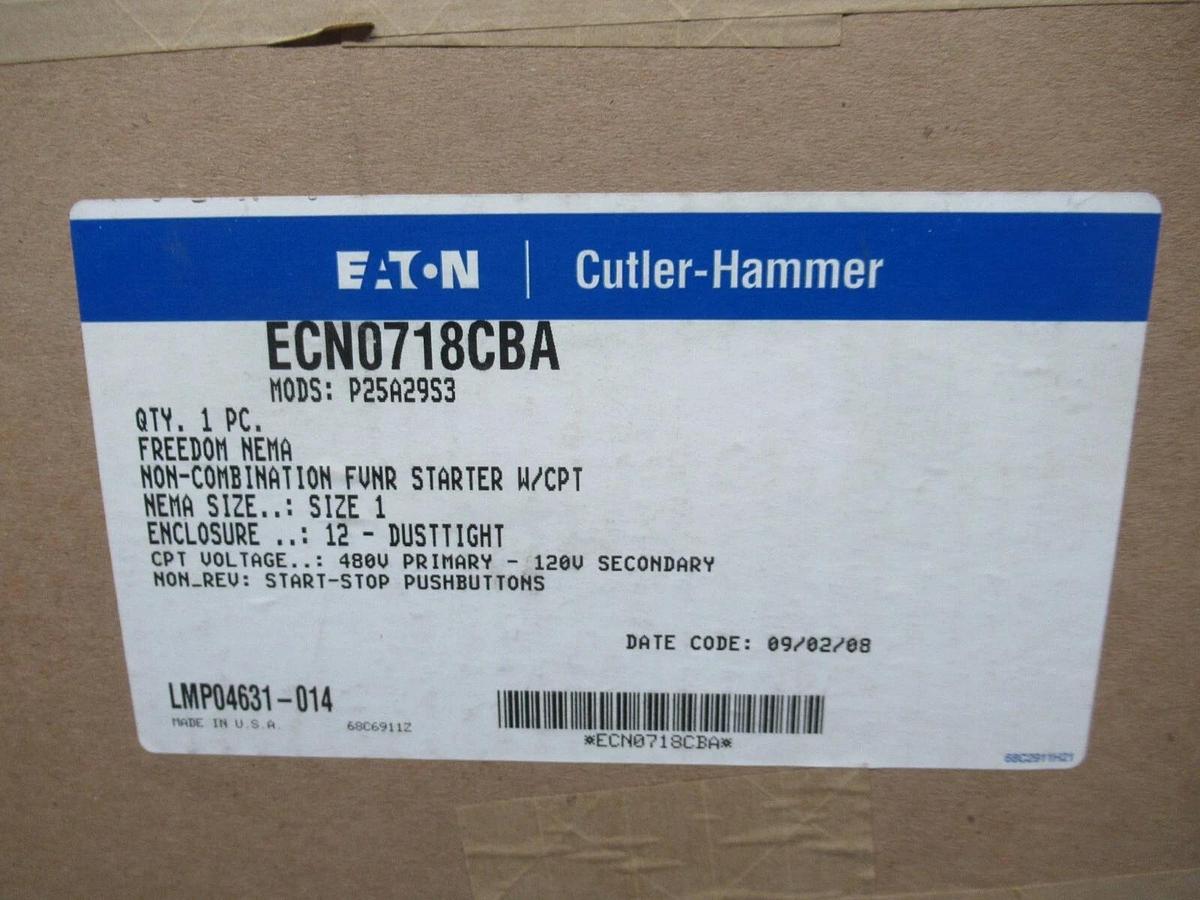 EATON | Cutler-Hammer
ECN0718CBA
MODS: P25A29S3
QTY. 1 PC.
FREEDOM NEMA
NON-COMBINATION FVNR STARTER W/CPT
NEMA SIZE..: SIZE 1
ENCLOSURE ..: 12 - DUSTTIGHT
CPT VOLTAGE..: 480V PRIMARY - 120V SECONDARY
NON_REV: START-STOP PUSHBUTTONS
DATE CODE: 09/02/08
LMP04631-014
MADE IN U.S.A. 68C6911Z
*ECN0718CBA*
68C2911H21